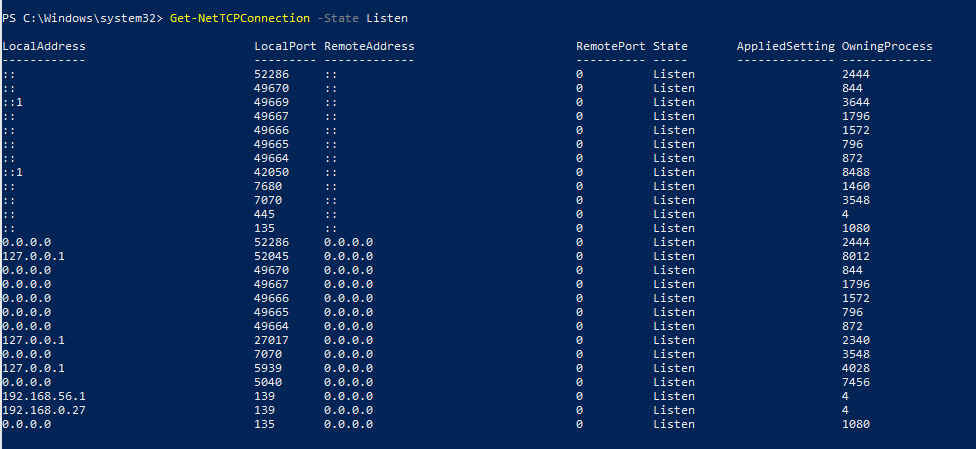 PS C:\Windows\system32> Get-NetTCPConnection -State Listen
LocalAddress LocalPort RemoteAddress RemotePort State AppliedSetting OwningProcess
------------ --------- ------------- ---------- ----- -------------- -------------
:: 52286 :: 0 Listen 2444
:: 49670 :: 0 Listen 844
::1 49669 :: 0 Listen 3644
:: 49667 :: 0 Listen 1796
:: 49666 :: 0 Listen 1572
:: 49665 :: 0 Listen 796
:: 49664 :: 0 Listen 872
::1 42050 :: 0 Listen 8488
:: 7680 :: 0 Listen 1460
:: 7070 :: 0 Listen 3548
:: 445 :: 0 Listen 4
:: 135 :: 0 Listen 1080
0.0.0.0 52286 0.0.0.0 0 Listen 2444
127.0.0.1 52045 0.0.0.0 0 Listen 8012
0.0.0.0 49670 0.0.0.0 0 Listen 844
0.0.0.0 49667 0.0.0.0 0 Listen 1796
0.0.0.0 49666 0.0.0.0 0 Listen 1572
0.0.0.0 49665 0.0.0.0 0 Listen 796
0.0.0.0 49664 0.0.0.0 0 Listen 872
127.0.0.1 27017 0.0.0.0 0 Listen 2340
0.0.0.0 7070 0.0.0.0 0 Listen 3548
127.0.0.1 5939 0.0.0.0 0 Listen 4028
0.0.0.0 5040 0.0.0.0 0 Listen 7456
192.168.56.1 139 0.0.0.0 0 Listen 4
192.168.0.27 139 0.0.0.0 0 Listen 4
0.0.0.0 135 0.0.0.0 0 Listen 1080